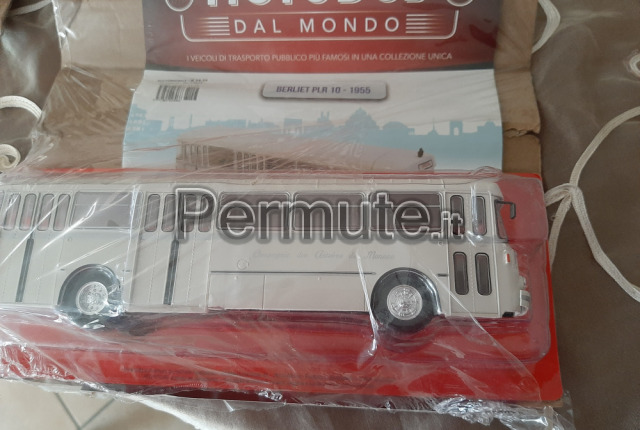 DAL MONDO
I VEICOLI DI TRASPORTO PUBBLICO PIÙ FAMOSI IN UNA COLLEZIONE UNICA
BERLIET PLR 10 - 1955
Permute.it